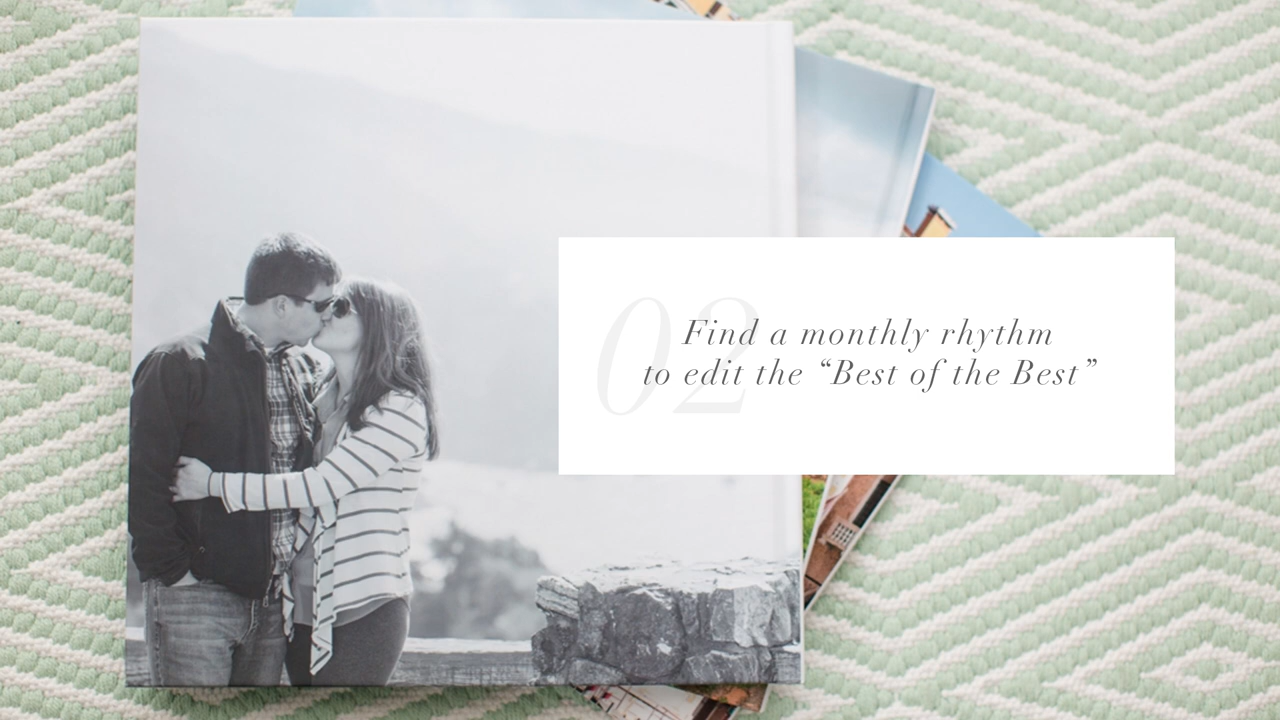 02
Find a monthly rhythm
to edit the “Best of the Best”